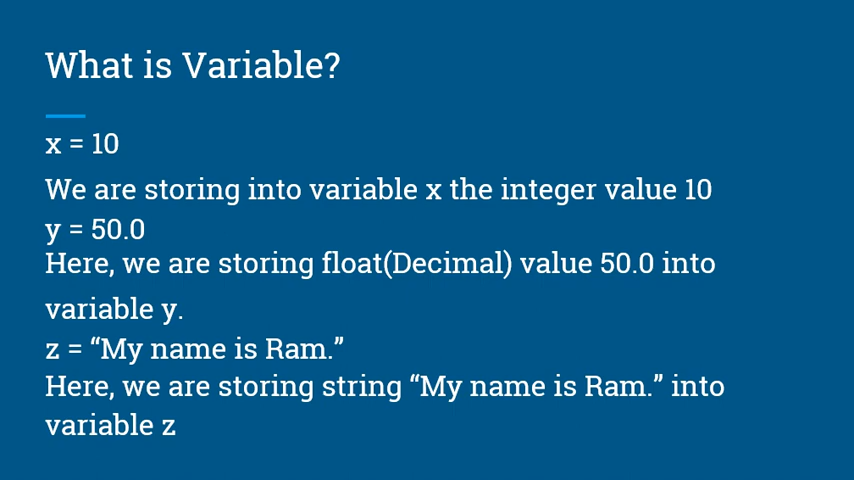 What is Variable?
x = 10
We are storing into variable x the integer value 10
y = 50.0
Here, we are storing float(Decimal) value 50.0 into
variable y.
z = “My name is Ram.”
Here, we are storing string “My name is Ram.” into
variable z